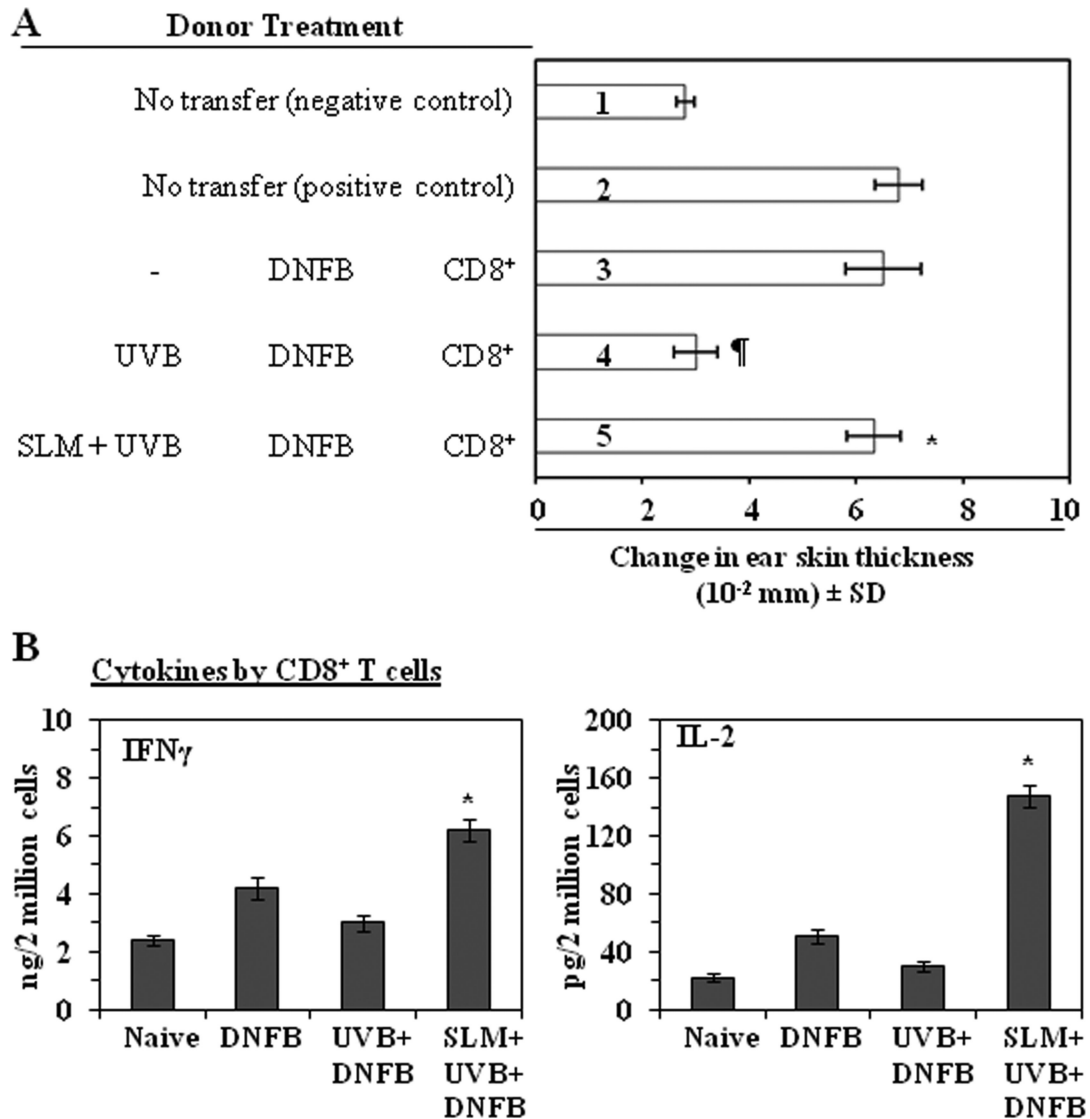 A
Donor Treatment
No transfer (negative control)
1
No transfer (positive control)
2
- DNFB CD8⁺
3
UVB DNFB CD8⁺
4 ¶
SLM + UVB DNFB CD8⁺
5 *
0 2 4 6 8 10
Change in ear skin thickness
(10⁻² mm) ± SD
B
Cytokines by CD8⁺ T cells
ng/2 million cells
10
8
6
4
2
0
IFNγ
*
Naive DNFB UVB+ SLM+
DNFB UVB+
DNFB
pg/2 million cells
200
160
120
80
40
0
IL-2
*
Naive DNFB UVB+ SLM+
DNFB UVB+
DNFB